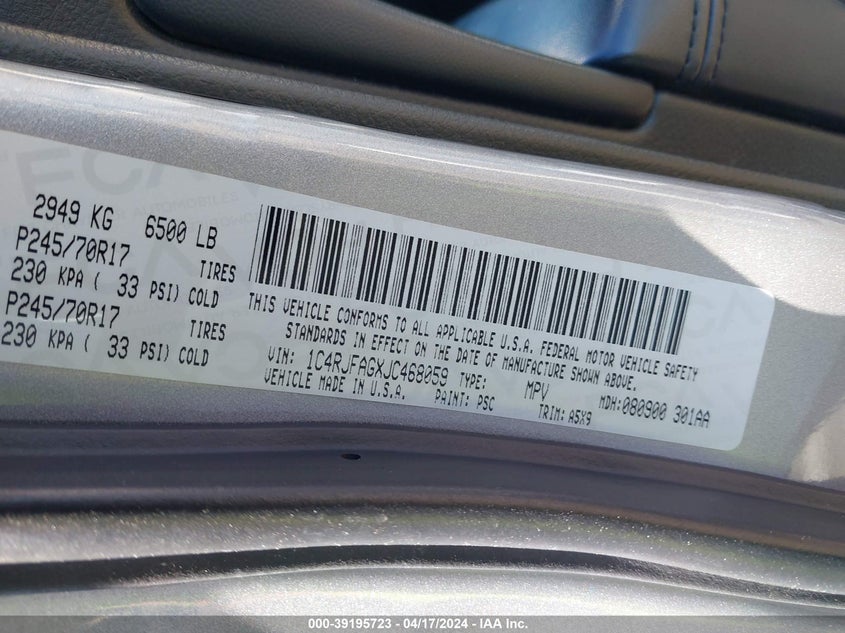 2949 KG 6500 LB
P245/70R17 TIRES
230 KPA ( 33 PSI) COLD
P245/70R17 TIRES
230 KPA ( 33 PSI) COLD
THIS VEHICLE CONFORMS TO ALL APPLICABLE U.S.A. FEDERAL MOTOR VEHICLE SAFETY
STANDARDS IN EFFECT ON THE DATE OF MANUFACTURE SHOWN ABOVE.
VIN: 1C4RJFAGXJC468059 TYPE: MPV MDH:080900 301AA
VEHICLE MADE IN U.S.A. PAINT: PSC TRIM: A5X9
000-39195723 - 04/17/2024 - IAA Inc.